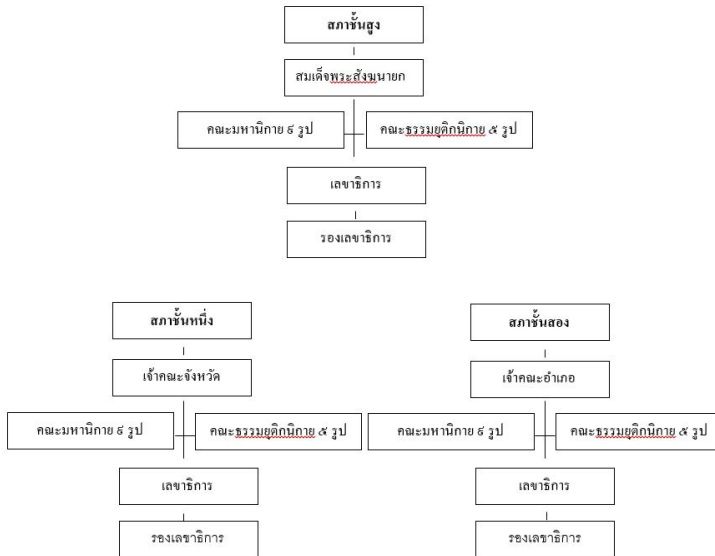 สภาชั้นสูง
สมเด็จพระสังฆนายก
คณะมหานิกาย ๙ รูป
คณะธรรมยุติกนิกาย ๕ รูป
เลขาธิการ
รองเลขาธิการ
สภาชั้นหนึ่ง
เจ้าคณะจังหวัด
คณะมหานิกาย ๙ รูป
คณะธรรมยุติกนิกาย ๕ รูป
เลขาธิการ
รองเลขาธิการ
สภาชั้นสอง
เจ้าคณะอำเภอ
คณะมหานิกาย ๙ รูป
คณะธรรมยุติกนิกาย ๕ รูป
เลขาธิการ
รองเลขาธิการ